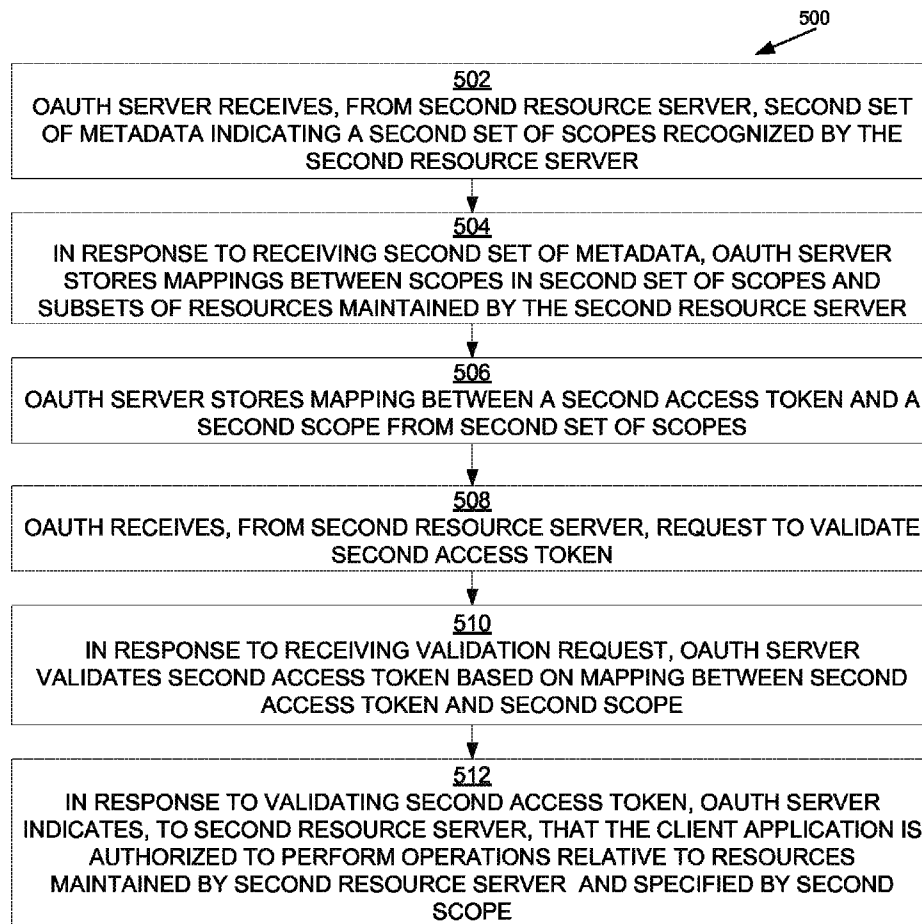 500
502
OAUTH SERVER RECEIVES, FROM SECOND RESOURCE SERVER, SECOND SET
OF METADATA INDICATING A SECOND SET OF SCOPES RECOGNIZED BY THE
SECOND RESOURCE SERVER
504
IN RESPONSE TO RECEIVING SECOND SET OF METADATA, OAUTH SERVER
STORES MAPPINGS BETWEEN SCOPES IN SECOND SET OF SCOPES AND
SUBSETS OF RESOURCES MAINTAINED BY THE SECOND RESOURCE SERVER
506
OAUTH SERVER STORES MAPPING BETWEEN A SECOND ACCESS TOKEN AND A
SECOND SCOPE FROM SECOND SET OF SCOPES
508
OAUTH RECEIVES, FROM SECOND RESOURCE SERVER, REQUEST TO VALIDATE
SECOND ACCESS TOKEN
510
IN RESPONSE TO RECEIVING VALIDATION REQUEST, OAUTH SERVER
VALIDATES SECOND ACCESS TOKEN BASED ON MAPPING BETWEEN SECOND
ACCESS TOKEN AND SECOND SCOPE
512
IN RESPONSE TO VALIDATING SECOND ACCESS TOKEN, OAUTH SERVER
INDICATES, TO SECOND RESOURCE SERVER, THAT THE CLIENT APPLICATION IS
AUTHORIZED TO PERFORM OPERATIONS RELATIVE TO RESOURCES
MAINTAINED BY SECOND RESOURCE SERVER AND SPECIFIED BY SECOND
SCOPE